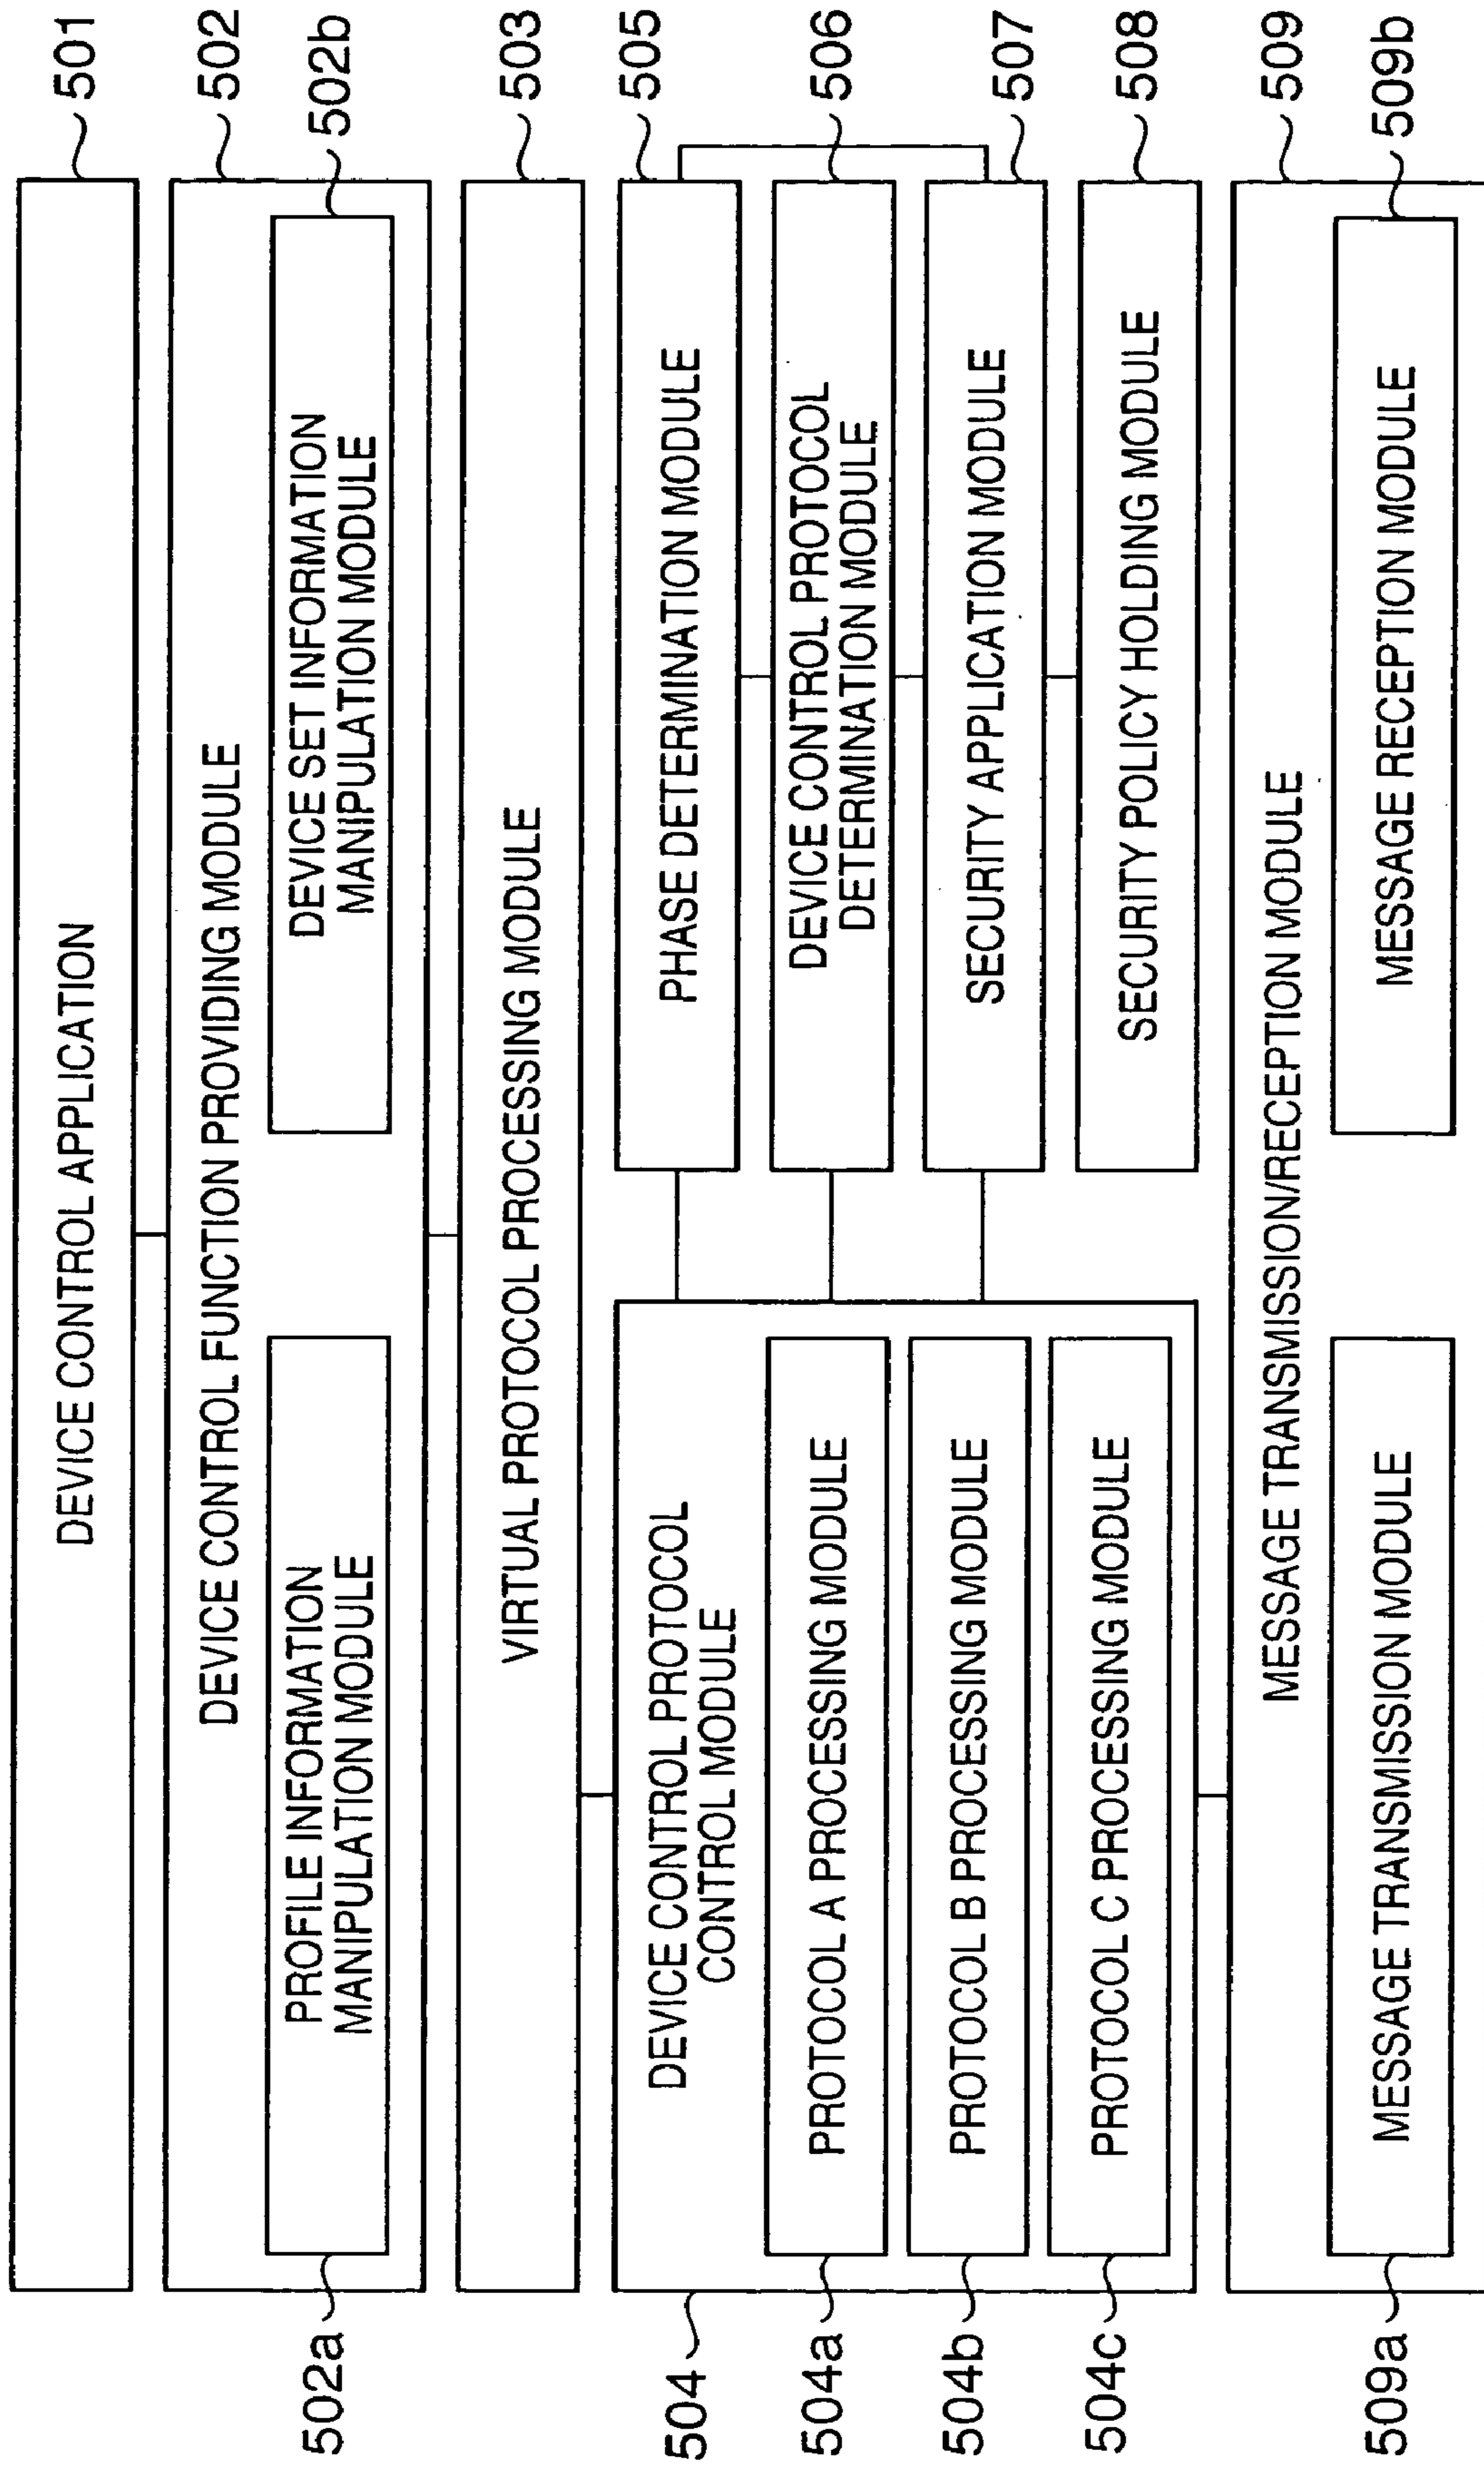 DEVICE CONTROL APPLICATION
501
DEVICE CONTROL FUNCTION PROVIDING MODULE
502
502a
PROFILE INFORMATION
MANIPULATION MODULE
DEVICE SET INFORMATION
MANIPULATION MODULE
502b
VIRTUAL PROTOCOL PROCESSING MODULE
503
504
DEVICE CONTROL PROTOCOL
CONTROL MODULE
504a
PROTOCOL A PROCESSING MODULE
504b
PROTOCOL B PROCESSING MODULE
504c
PROTOCOL C PROCESSING MODULE
PHASE DETERMINATION MODULE
505
DEVICE CONTROL PROTOCOL
DETERMINATION MODULE
506
SECURITY APPLICATION MODULE
507
SECURITY POLICY HOLDING MODULE
508
MESSAGE TRANSMISSION/RECEPTION MODULE
509
509a
MESSAGE TRANSMISSION MODULE
MESSAGE RECEPTION MODULE
509b